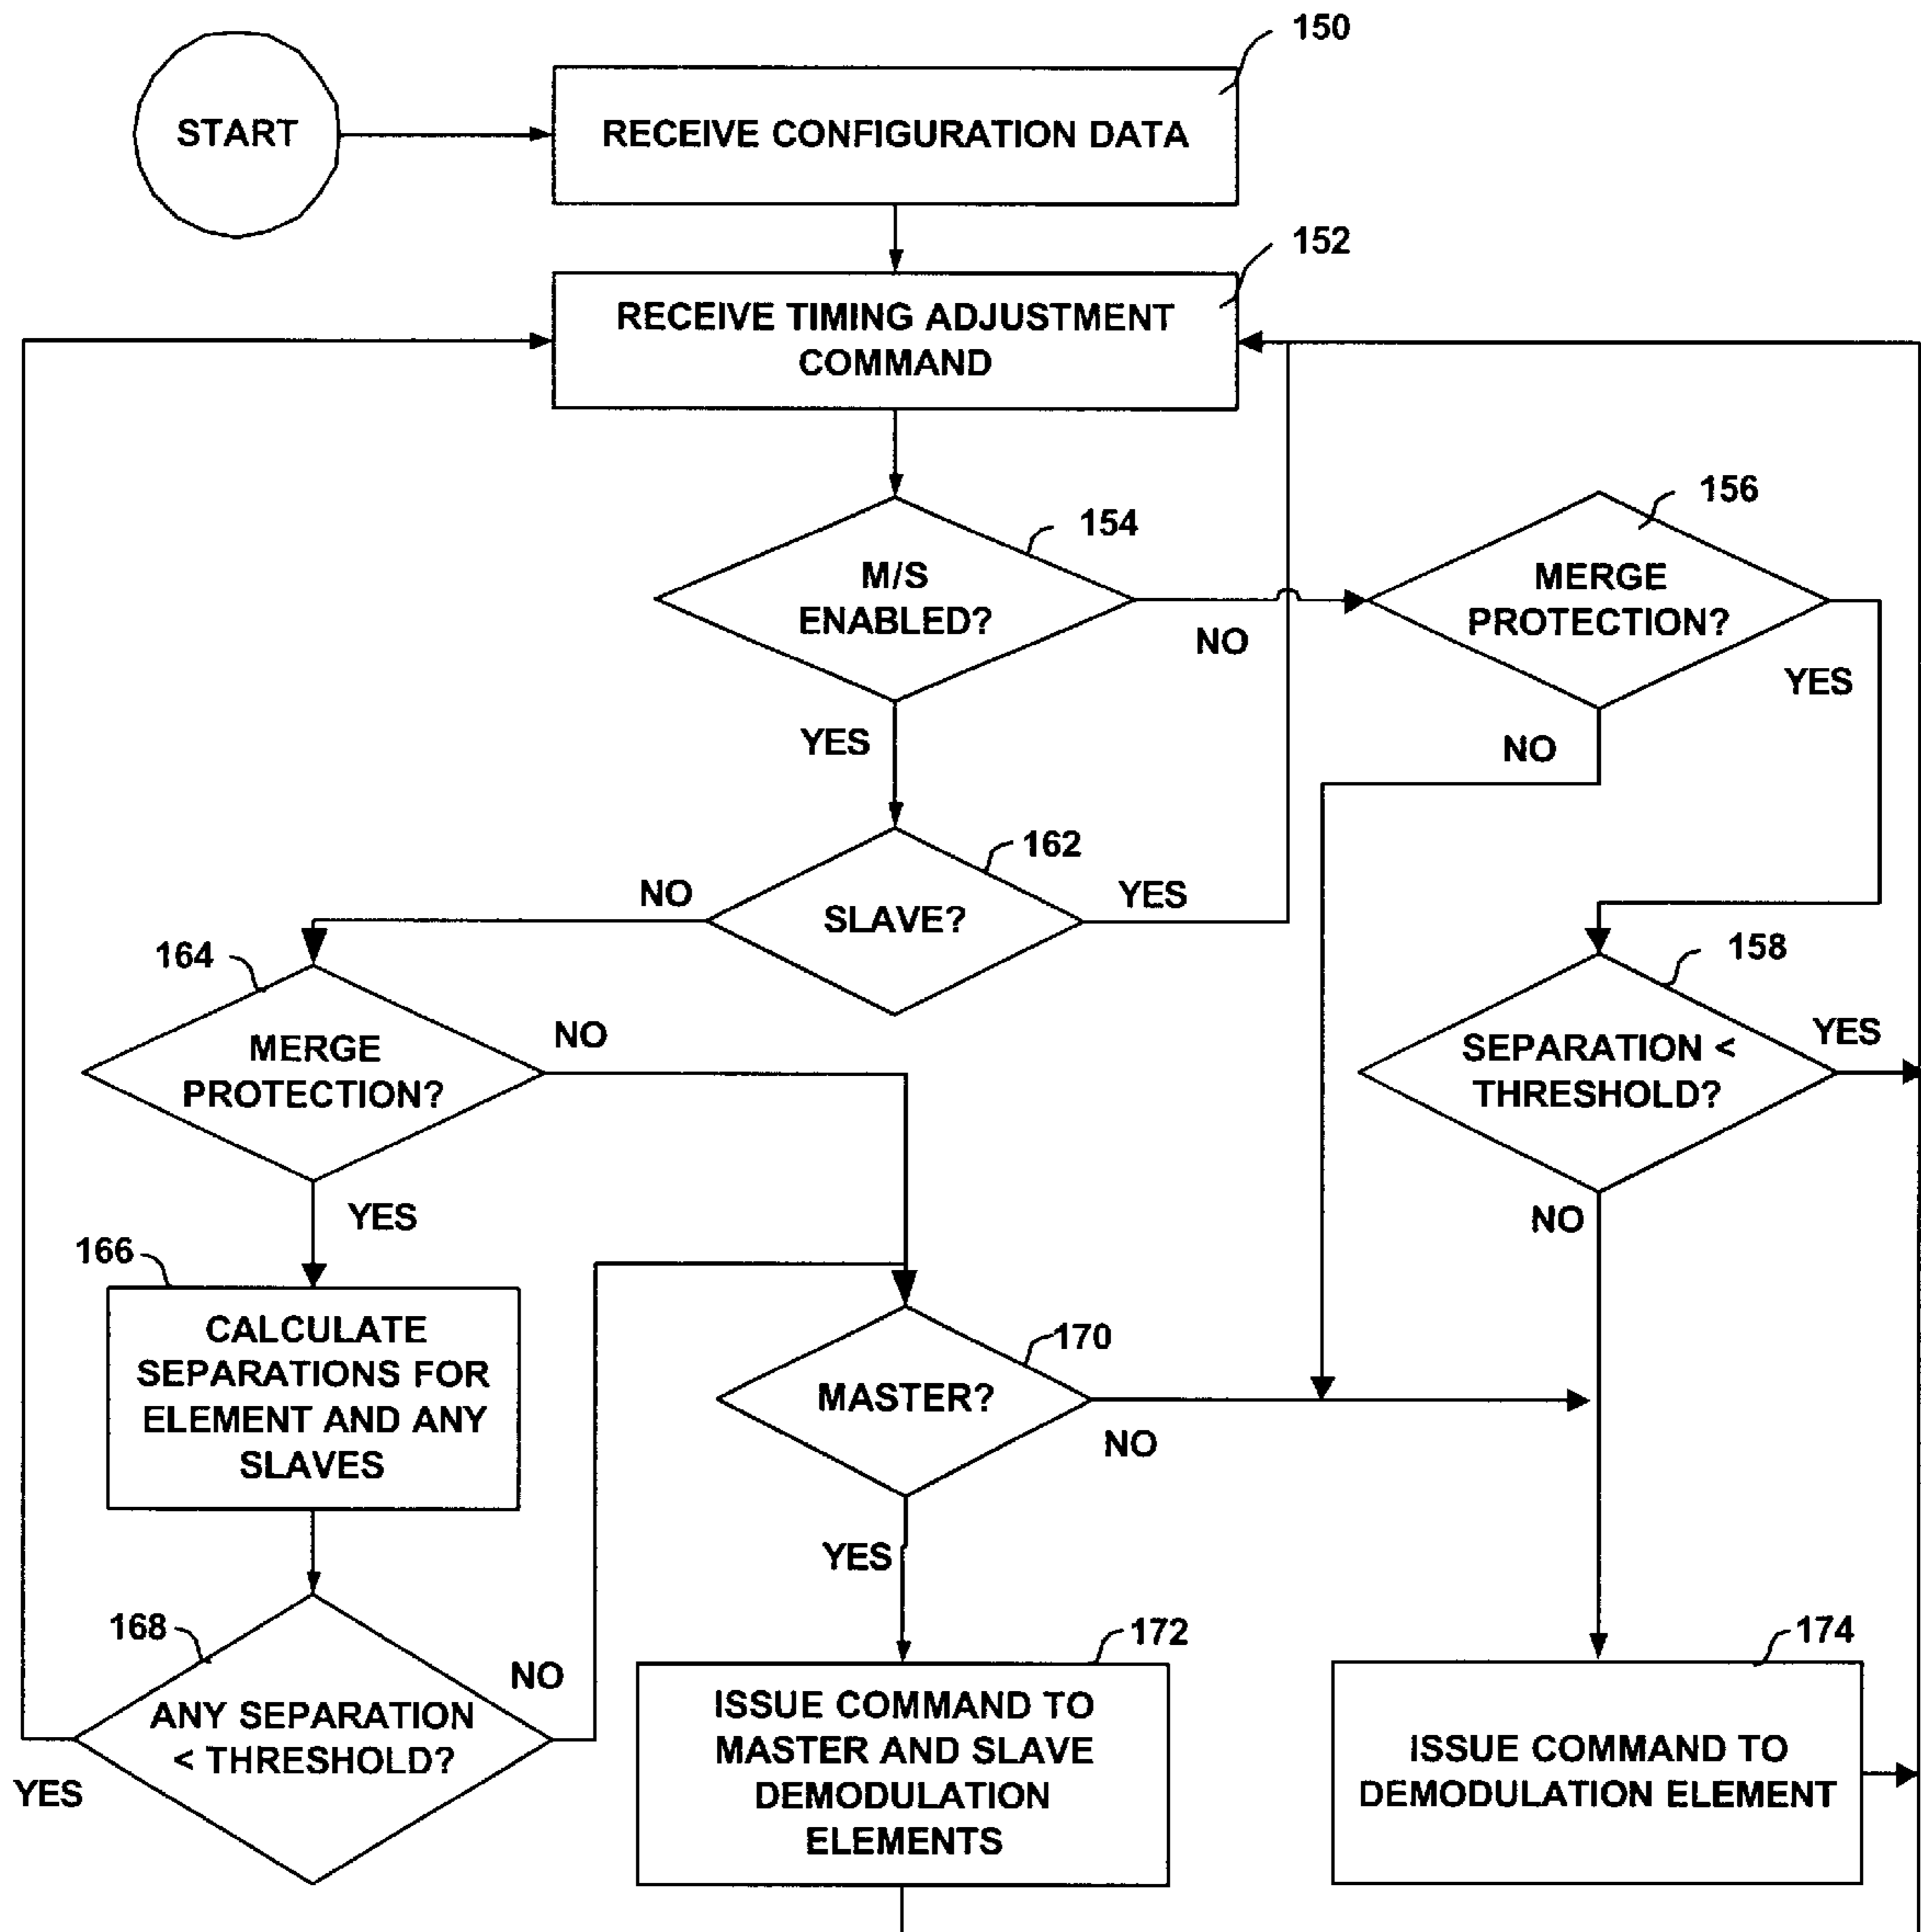 150
START
RECEIVE CONFIGURATION DATA
152
RECEIVE TIMING ADJUSTMENT
COMMAND
154
M/S
ENABLED?
NO
YES
156
MERGE
PROTECTION?
YES
NO
162
SLAVE?
NO
YES
158
SEPARATION <
THRESHOLD?
YES
NO
164
MERGE
PROTECTION?
NO
YES
166
CALCULATE
SEPARATIONS FOR
ELEMENT AND ANY
SLAVES
170
MASTER?
NO
YES
168
ANY SEPARATION
< THRESHOLD?
NO
YES
172
ISSUE COMMAND TO
MASTER AND SLAVE
DEMODULATION
ELEMENTS
174
ISSUE COMMAND TO
DEMODULATION ELEMENT